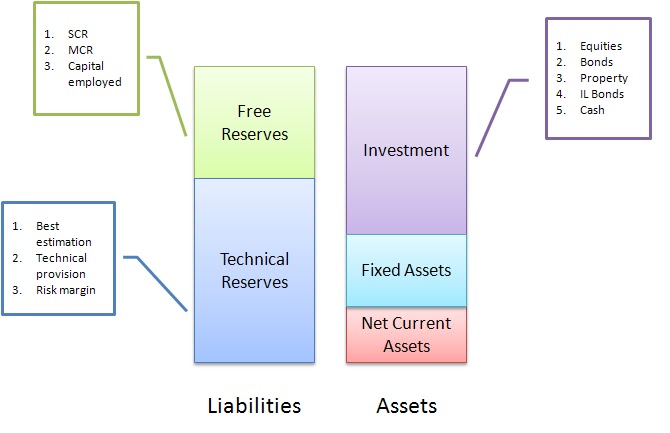 1. SCR
2. MCR
3. Capital
employed
Free
Reserves
1. Best
estimation
2. Technical
provision
3. Risk margin
Technical
Reserves
Liabilities
1. Equities
2. Bonds
3. Property
4. IL Bonds
5. Cash
Investment
Fixed Assets
Net Current
Assets
Assets